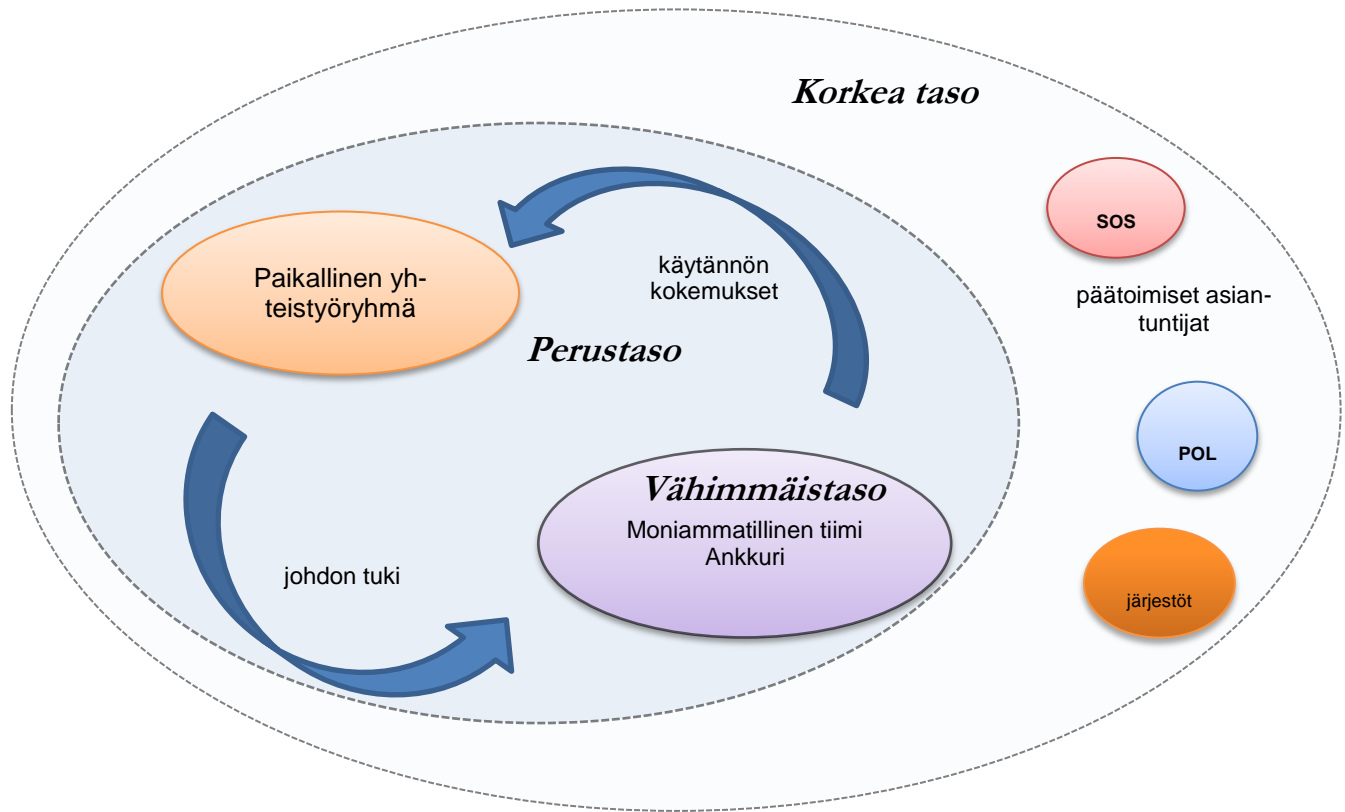 Korkea taso
SOS
päätoimiset asian-
tuntijat
POL
järjestöt
Paikallinen yh-
teistyöryhmä
käytännön
kokemukset
Perustaso
Vähimmäistaso
Moniammatillinen tiimi
Ankkuri
johdon tuki